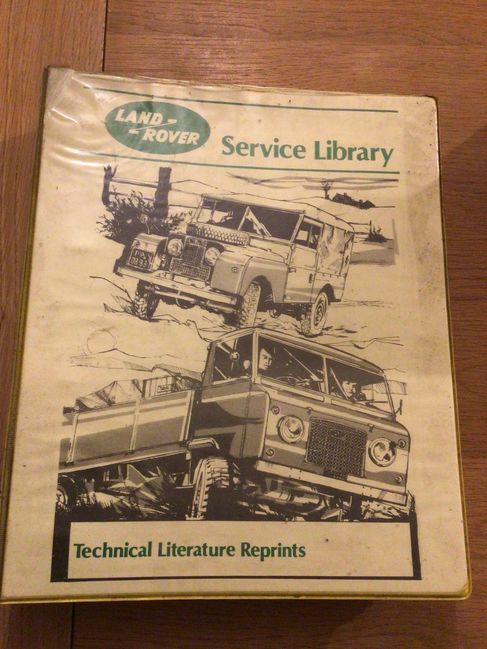 LAND-
-ROVER
Service Library
Technical Literature Reprints